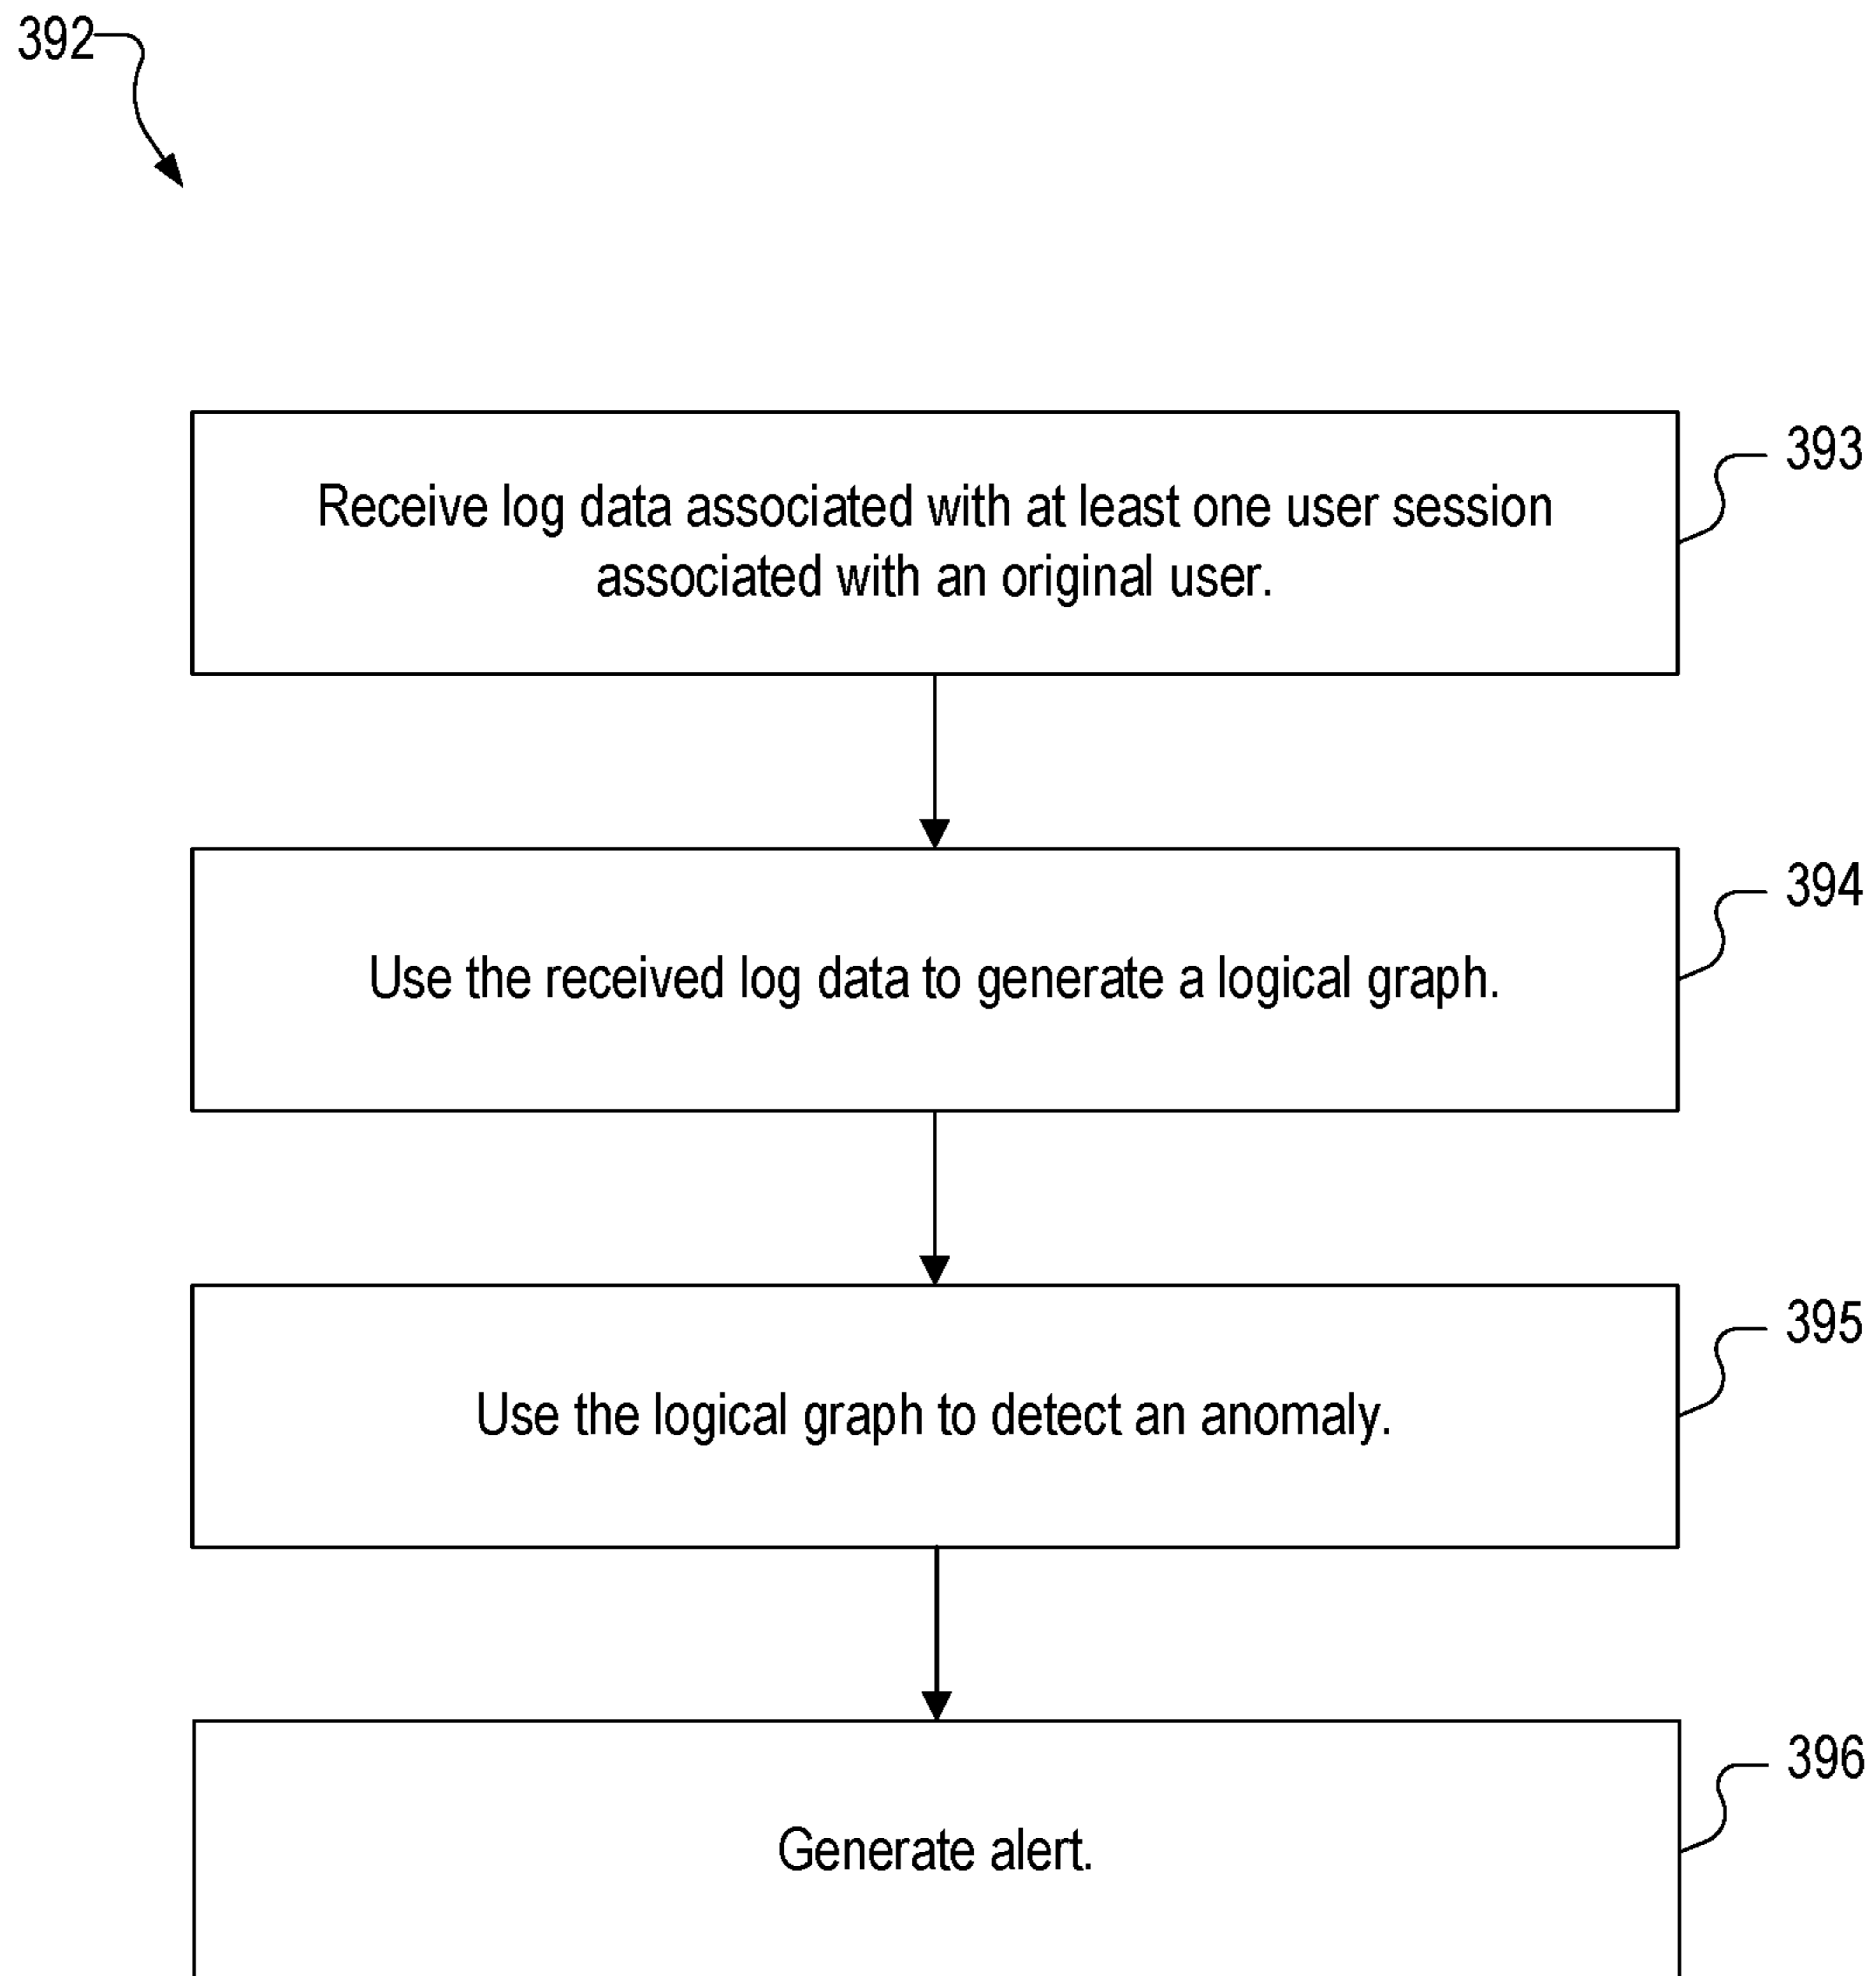 392
393
Receive log data associated with at least one user session
associated with an original user.
394
Use the received log data to generate a logical graph.
395
Use the logical graph to detect an anomaly.
396
Generate alert.